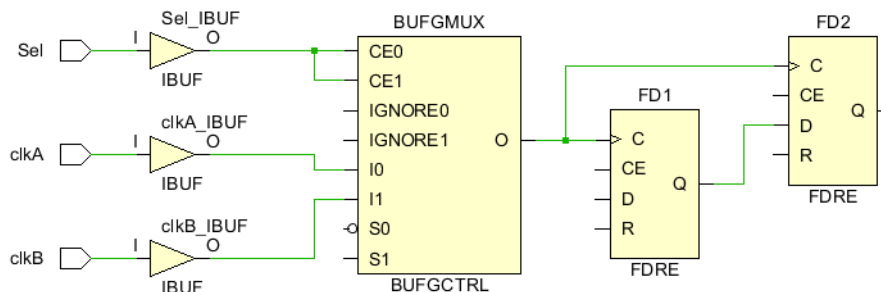 Sel
I
Sel_IBUF
O
IBUF
clkA
I
clkA_IBUF
O
IBUF
clkB
I
clkB_IBUF
O
IBUF
BUFGMUX
CE0
CE1
IGNORE0
IGNORE1
I0
I1
S0
S1
O
BUFGCTRL
FD1
C
CE
D
R
Q
FDRE
FD2
C
CE
D
R
Q
FDRE